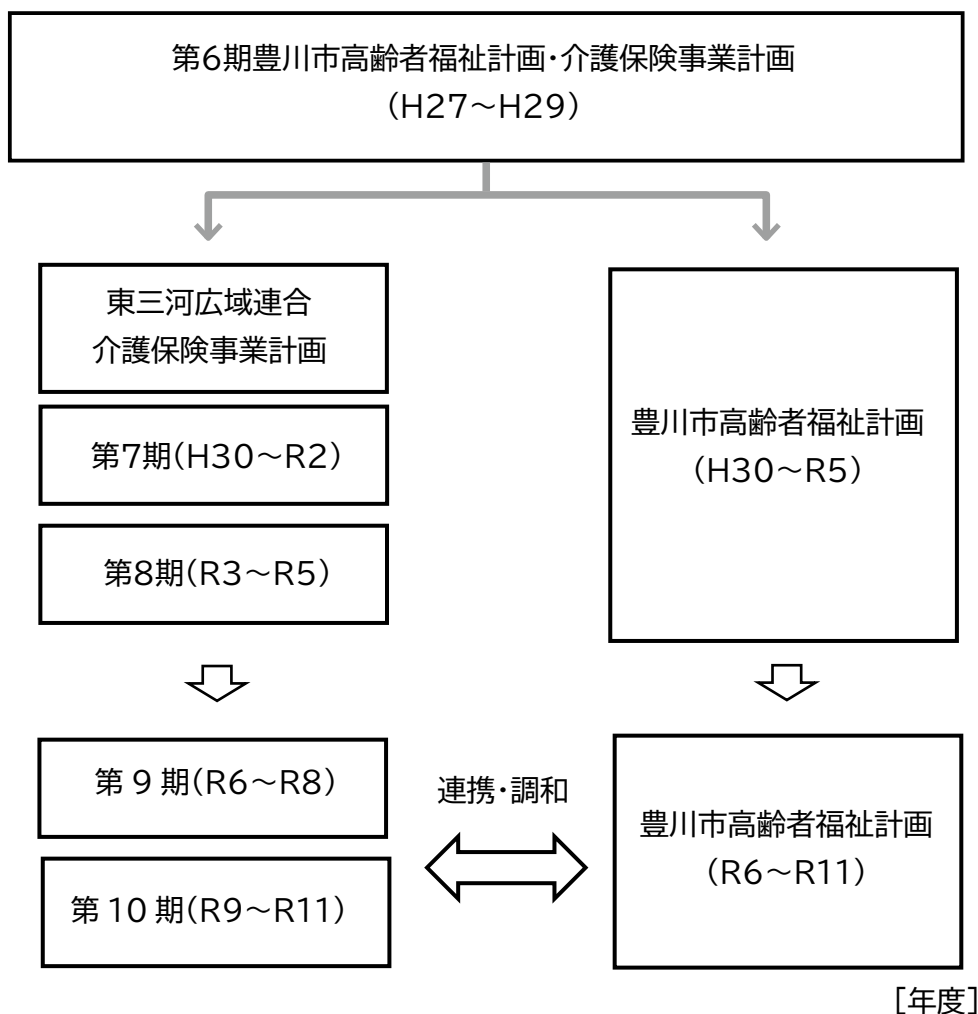 第6期豊川市高齢者福祉計画・介護保険事業計画
（H27～H29）
東三河広域連合
介護保険事業計画
第7期(H30～R2)
第8期(R3～R5)
豊川市高齢者福祉計画
（H30～R5）
第 9 期(R6～R8)
第 10 期(R9～R11)
連携・調和
豊川市高齢者福祉計画
（R6～R11）
[年度]